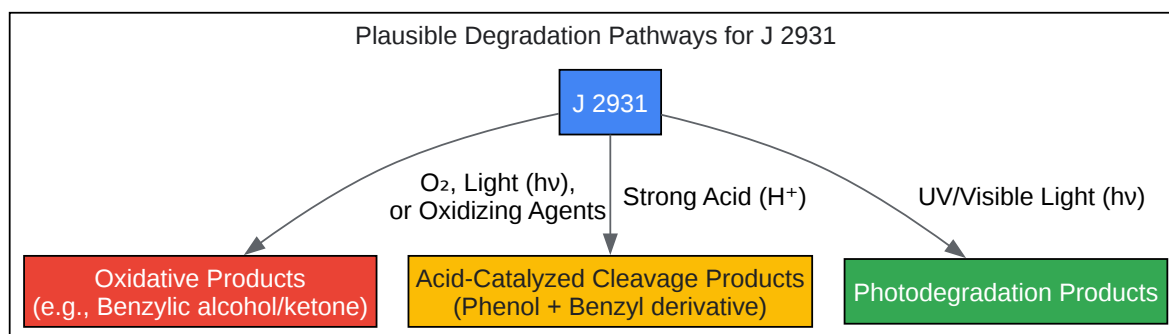 Plausible Degradation Pathways for J 2931
J 2931
O₂, Light (hν),
or Oxidizing Agents
Strong Acid (H⁺)
UV/Visible Light (hν)
Oxidative Products
(e.g., Benzylic alcohol/ketone)
Acid-Catalyzed Cleavage Products
(Phenol + Benzyl derivative)
Photodegradation Products